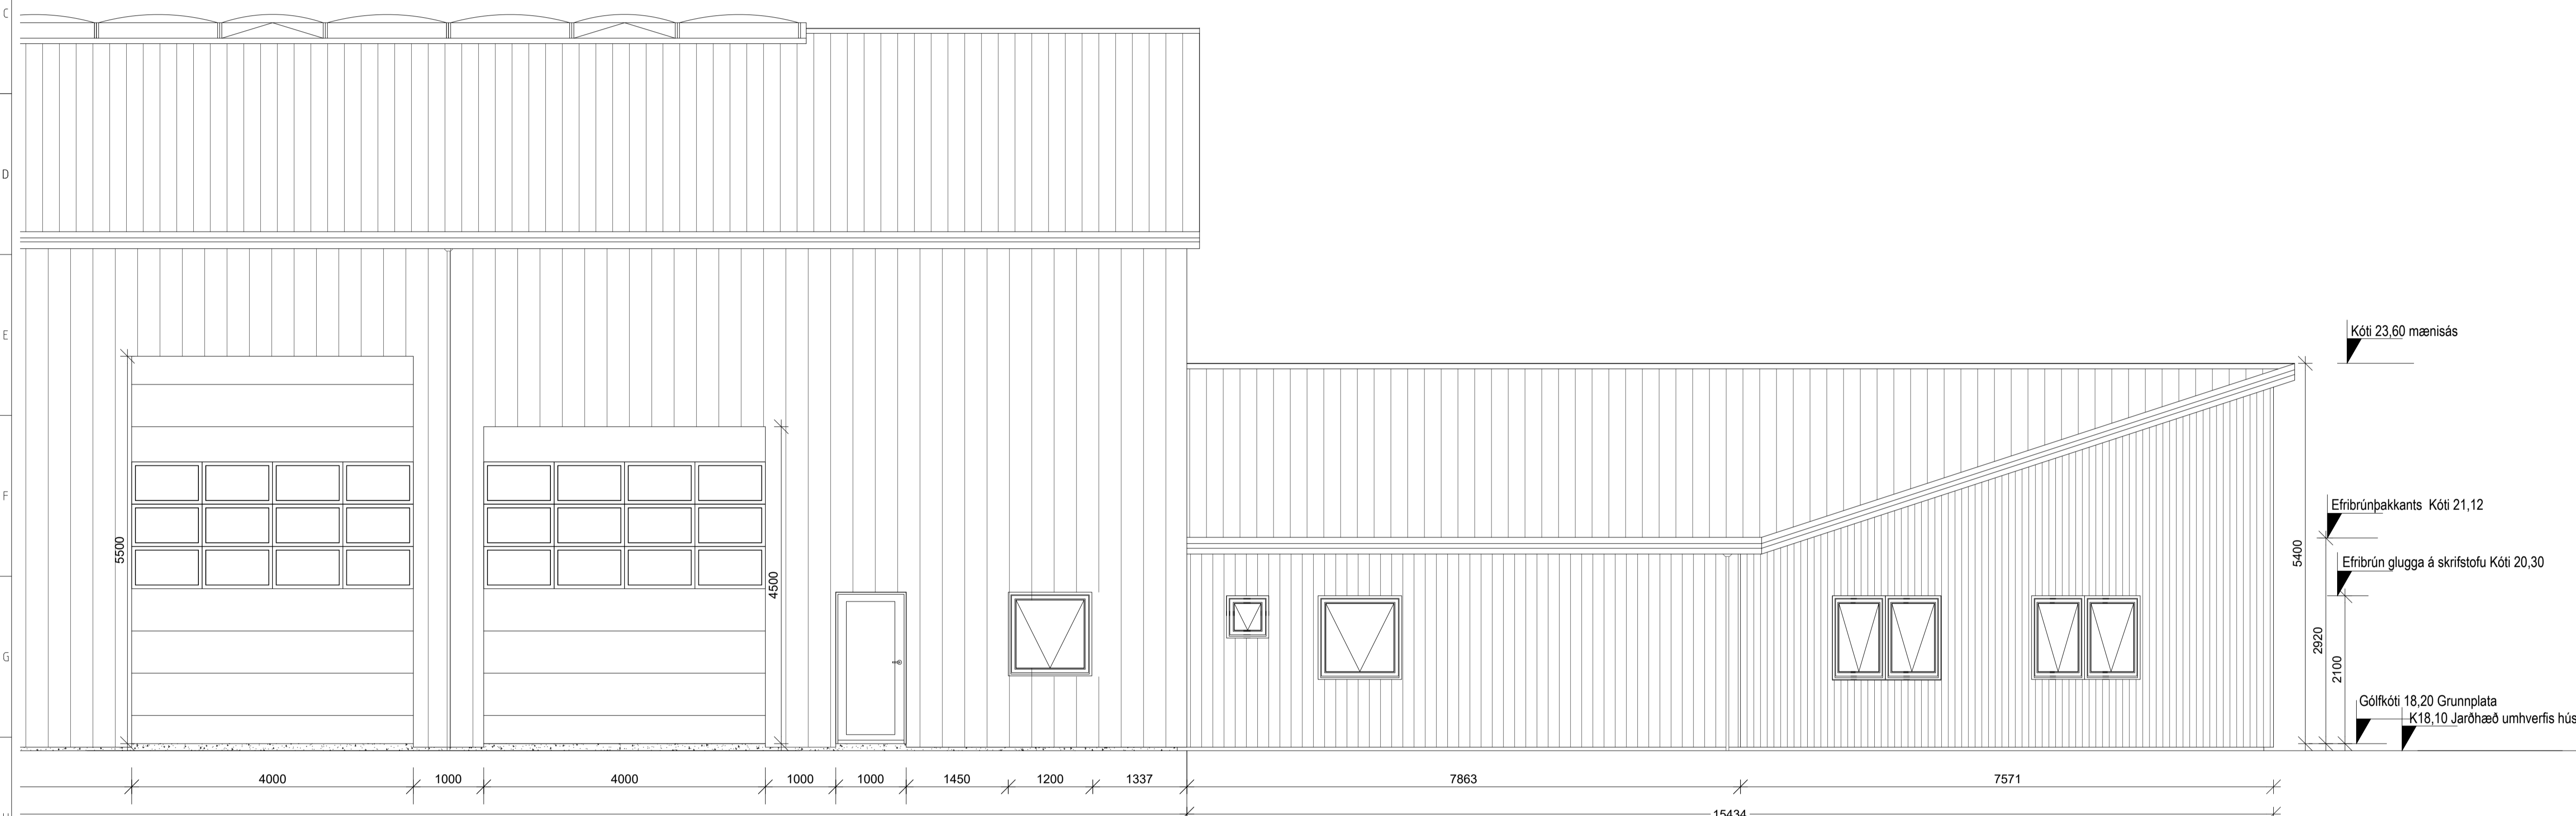 C
D
E
F
G
H
Kóti 23,60 mænisás
Efribrúnþakkants Kóti 21,12
Efribrún glugga á skrifstofu Kóti 20,30
Gólfkóti 18,20 Grunnplata
K18,10 Jarðhæð umhverfis hús
5500
4500
5400
2920
2100
4000
1000
4000
1000
1000
1450
1200
1337
7863
7571
15434